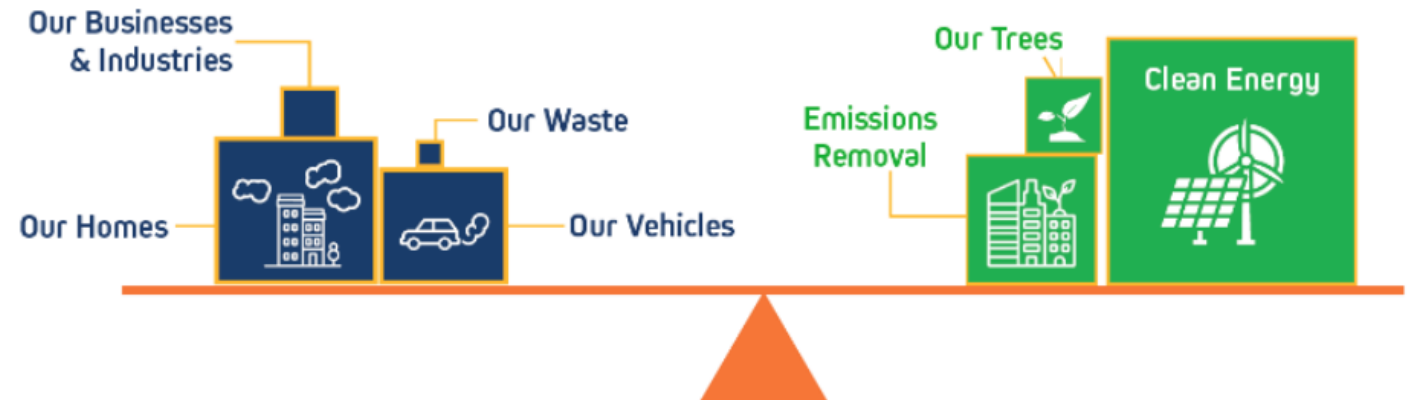 Our Businesses
& Industries
Our Waste
Our Homes
Our Vehicles
Our Trees
Clean Energy
Emissions
Removal